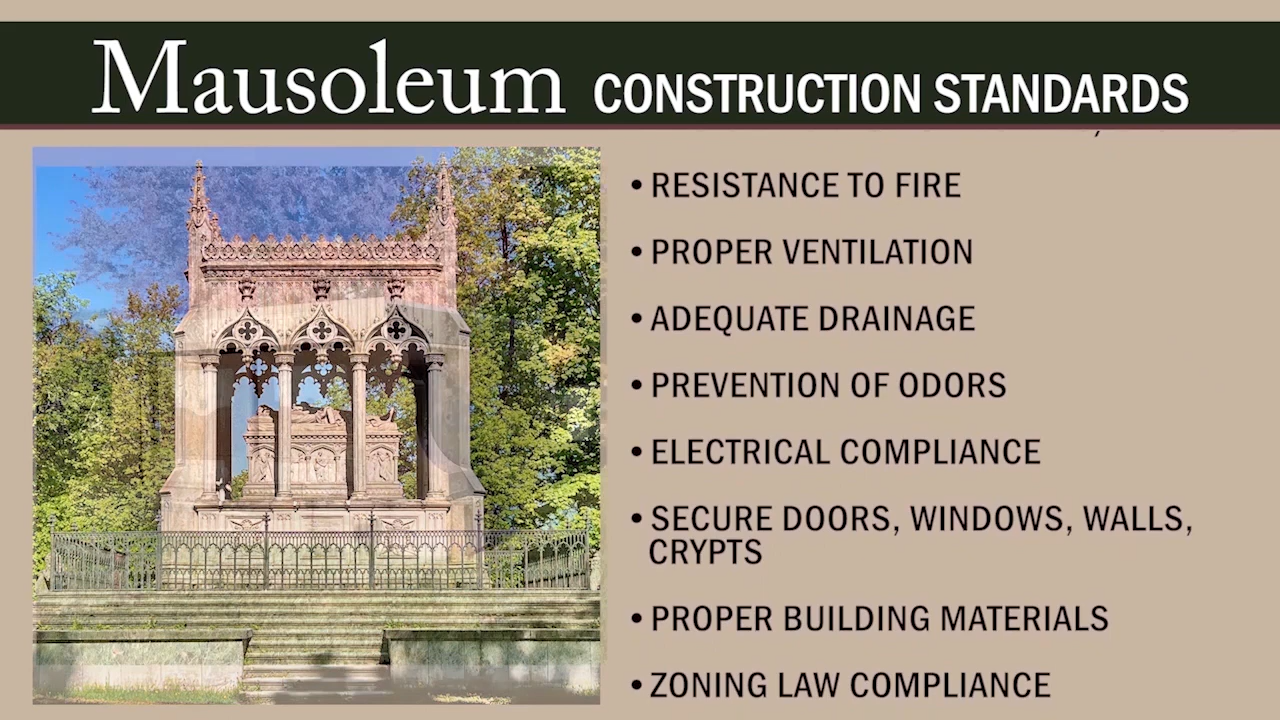 Mausoleum CONSTRUCTION STANDARDS
• RESISTANCE TO FIRE
• PROPER VENTILATION
• ADEQUATE DRAINAGE
• PREVENTION OF ODORS
• ELECTRICAL COMPLIANCE
• SECURE DOORS, WINDOWS, WALLS,
CRYPTS
• PROPER BUILDING MATERIALS
• ZONING LAW COMPLIANCE